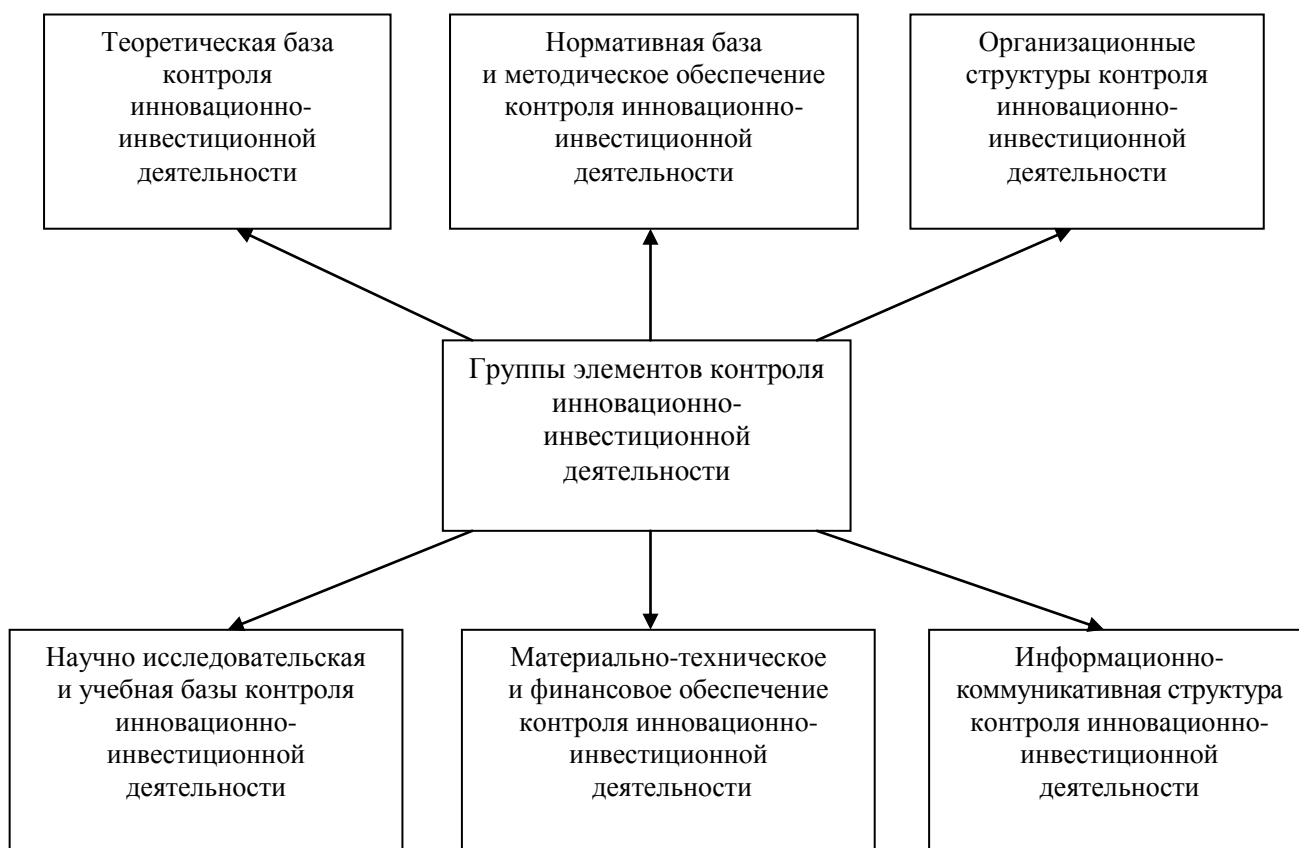 Теоретическая база
контроля
инновационно-
инвестиционной
деятельности
Нормативная база
и методическое обеспечение
контроля инновационно-
инвестиционной
деятельности
Организационные
структуры контроля
инновационно-
инвестиционной
деятельности
Группы элементов контроля
инновационно-
инвестиционной
деятельности
Научно исследовательская
и учебная базы контроля
инновационно-
инвестиционной
деятельности
Материально-техническое
и финансовое обеспечение
контроля инновационно-
инвестиционной
деятельности
Информационно-
коммуникативная структура
контроля инновационно-
инвестиционной
деятельности